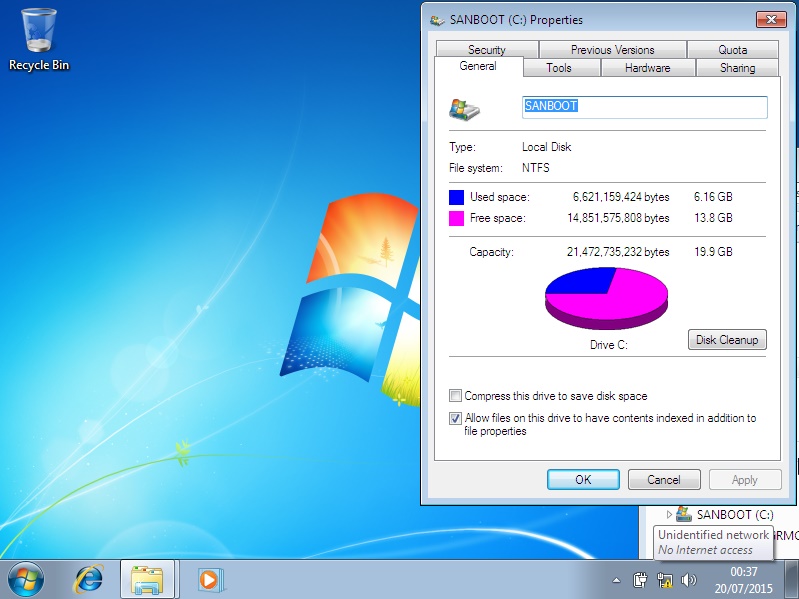 Recycle Bin
SANBOOT (C:) Properties
Security Previous Versions Quota
General Tools Hardware Sharing
SANBOOT
Type: Local Disk
File system: NTFS
Used space: 6,621,159,424 bytes 6.16 GB
Free space: 14,851,575,808 bytes 13.8 GB
Capacity: 21,472,735,232 bytes 19.9 GB
Drive C:
Disk Cleanup
Compress this drive to save disk space
Allow files on this drive to have contents indexed in addition to
file properties
OK Cancel Apply
SANBOOT (C:)
Unidentified network
No Internet access
00:37
20/07/2015